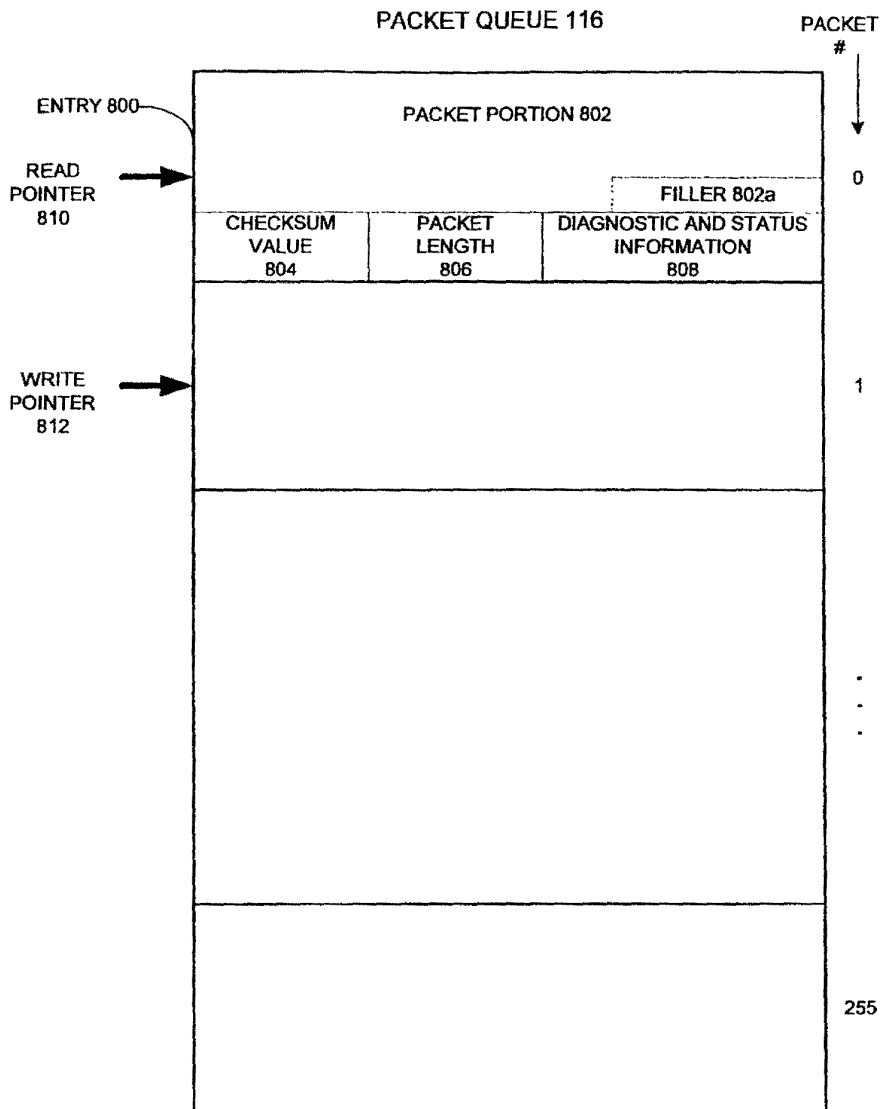 PACKET QUEUE 116
PACKET
#
ENTRY 800
PACKET PORTION 802
READ
POINTER
810
0
FILLER 802a
CHECKSUM
VALUE
804
PACKET
LENGTH
806
DIAGNOSTIC AND STATUS
INFORMATION
808
WRITE
POINTER
812
1
.
.
.
255